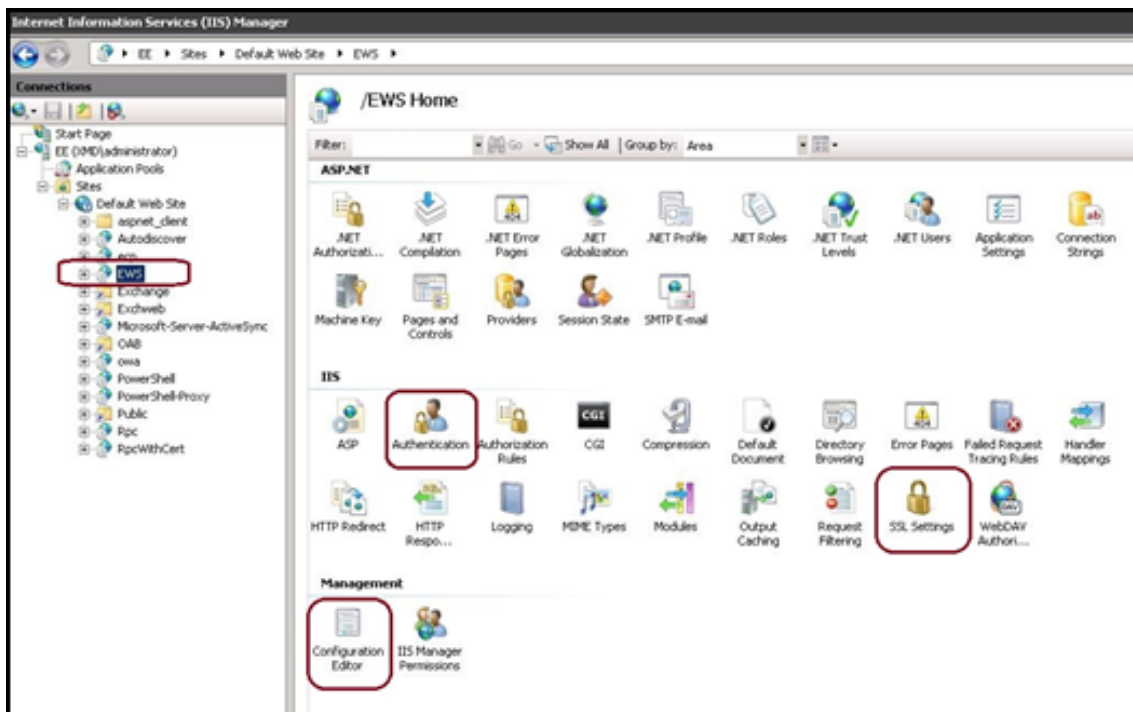 Internet Information Services (IIS) Manager
EE Sites Default Web Site EWS
Connections
Start Page
EE (XMD\administrator)
Application Pools
Sites
Default Web Site
aspnet_client
Autodiscover
ecp
EWS
Exchange
Exchweb
Microsoft-Server-ActiveSync
OAB
owa
PowerShell
PowerShell-Proxy
Public
Rpc
RpcWithCert
/EWS Home
Filter: Go Show All Group by: Area
ASP.NET
.NET Authorizati...
.NET Compilation
.NET Error Pages
.NET Globalization
.NET Profile
.NET Roles
.NET Trust Levels
.NET Users
Application Settings
Connection Strings
ab
Machine Key
Pages and Controls
Providers
Session State
SMTP E-mail
IIS
ASP
Authentication
Authorization Rules
CGI
CGI
Compression
Default Document
Directory Browsing
Error Pages
Failed Request Tracing Rules
Handler Mappings
HTTP Redirect
HTTP Respo...
Logging
MIME Types
Modules
Output Caching
Request Filtering
SSL Settings
DAV
WebDAV Authori...
Management
Configuration Editor
IIS Manager Permissions